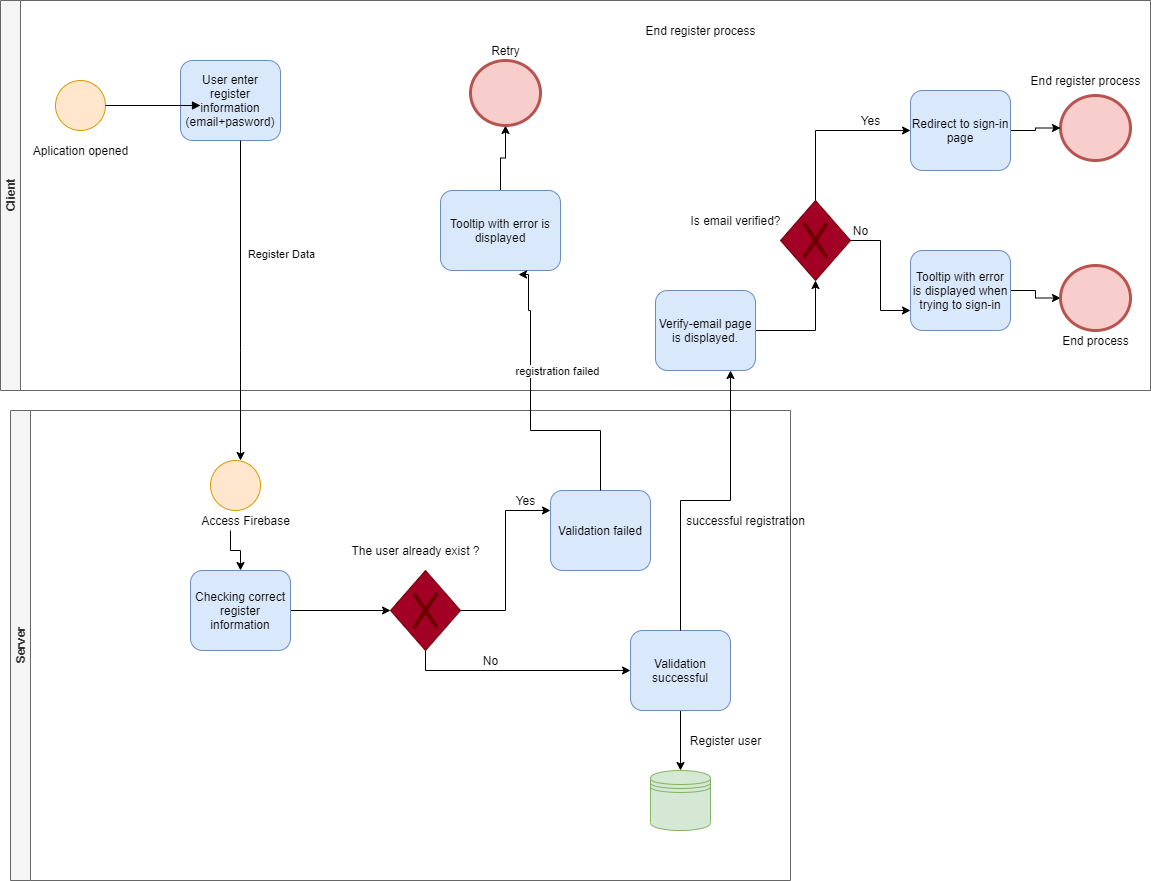 Client
End register process
Aplication opened
User enter
register
information
(email+pasword)
Register Data
Retry
Tooltip with error is
displayed
registration failed
Verify-email page
is displayed.
Is email verified?
Yes
Redirect to sign-in
page
End register process
No
Tooltip with error
is displayed when
trying to sign-in
End process
Server
Access Firebase
Checking correct
register
information
The user already exist ?
Yes
Validation failed
No
Validation
successful
successful registration
Register user